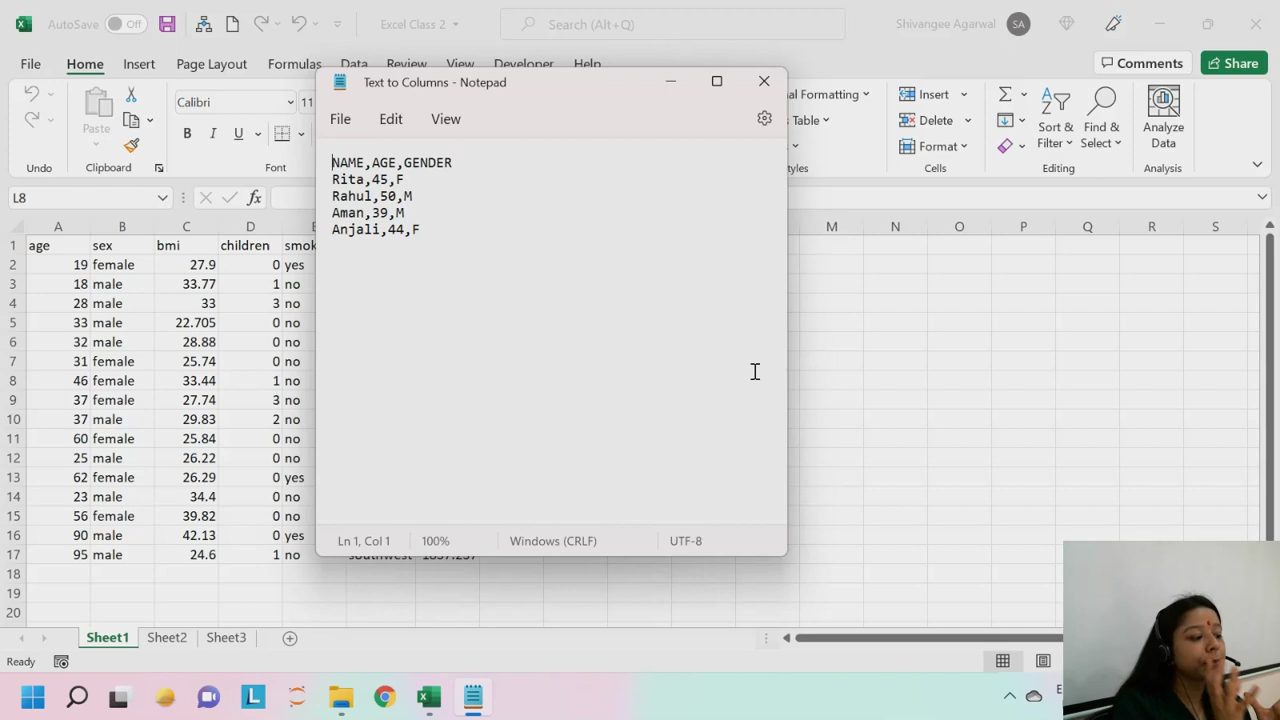 AutoSave Off Excel Class 2 Search (Alt+Q) Shivangee Agarwal SA
File Home Insert Page Layout Formulas Data Review View Developer Help Comments Share
Text to Columns - Notepad
File Edit View
Paste
Calibri 11
B I U
Undo Clipboard Font
Insert
Delete
Format
Cells
Sort & Filter
Find & Select
Editing
Analyze Data
Analysis
L8 fx
A B C D M N O P Q R S
1 age sex bmi children smok
2 19 female 27.9 0 yes
3 18 male 33.77 1 no
4 28 male 33 3 no
5 33 male 22.705 0 no
6 32 male 28.88 0 no
7 31 female 25.74 0 no
8 46 female 33.44 1 no
9 37 female 27.74 3 no
10 37 male 29.83 2 no
11 60 female 25.84 0 no
12 25 male 26.22 0 no
13 62 female 26.29 0 yes
14 23 male 34.4 0 no
15 56 female 39.82 0 no
16 90 male 42.13 0 yes
17 95 male 24.6 1 no
18
19
20
NAME,AGE,GENDER
Rita,45,F
Rahul,50,M
Aman,39,M
Anjali,44,F
Ln 1, Col 1 100% Windows (CRLF) UTF-8
Sheet1 Sheet2 Sheet3
Ready